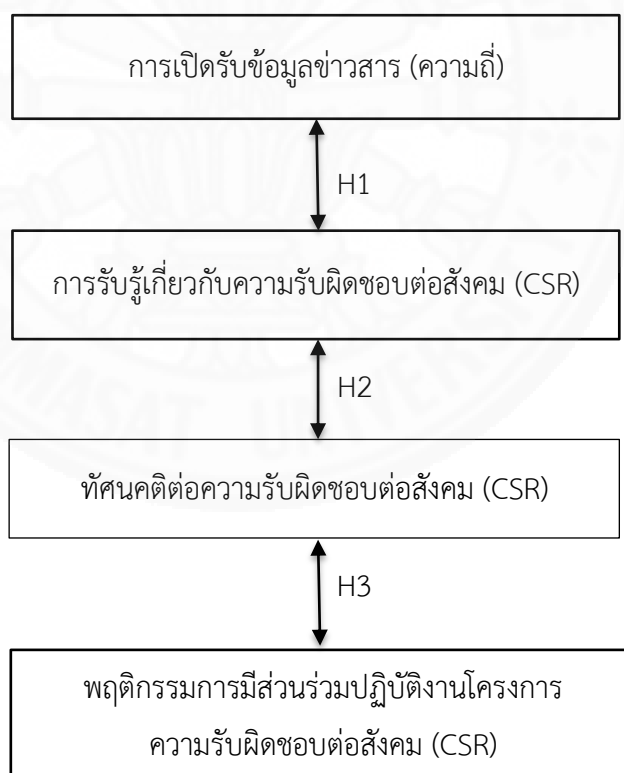 การเปิดรับข้อมูลข่าวสาร (ความถี่)
H1
การรับรู้เกี่ยวกับความรับผิดชอบต่อสังคม (CSR)
H2
ทัศนคติต่อความรับผิดชอบต่อสังคม (CSR)
H3
พฤติกรรมการมีส่วนร่วมปฏิบัติงานโครงการ
ความรับผิดชอบต่อสังคม (CSR)